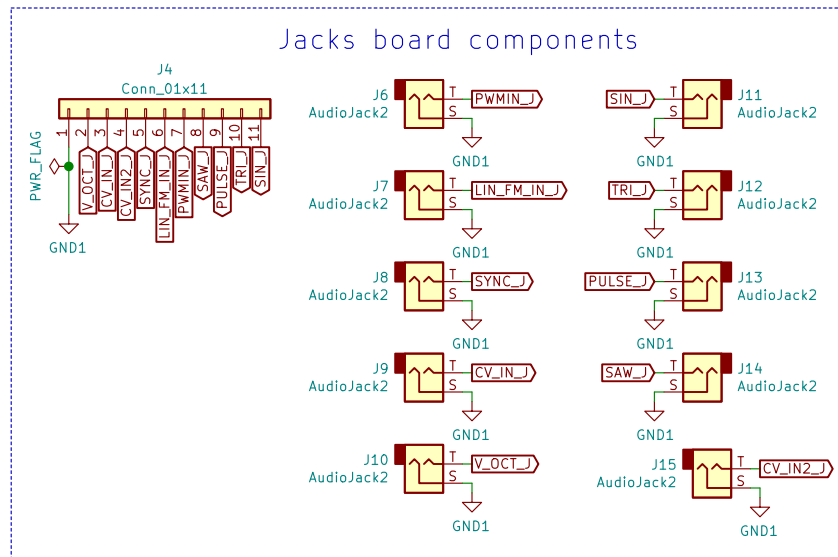 Jacks board components
J4
Conn_01x11
1 2 3 4 5 6 7 8 9 10 11
PWR_FLAG
V_OCT_J
CV_IN_J
CV_IN2_J
SYNC_J
LIN_FM_IN_J
PWMIN_J
SAW_J
PULSE_J
TRI_J
SIN_J
GND1
J6
AudioJack2
T
S
PWMIN_J
GND1
J7
AudioJack2
T
S
LIN_FM_IN_J
GND1
J8
AudioJack2
T
S
SYNC_J
GND1
J9
AudioJack2
T
S
CV_IN_J
GND1
J10
AudioJack2
T
S
V_OCT_J
GND1
SIN_J
T
S
J11
AudioJack2
GND1
TRI_J
T
S
J12
AudioJack2
GND1
PULSE_J
T
S
J13
AudioJack2
GND1
SAW_J
T
S
J14
AudioJack2
GND1
J15
AudioJack2
T
S
CV_IN2_J
GND1